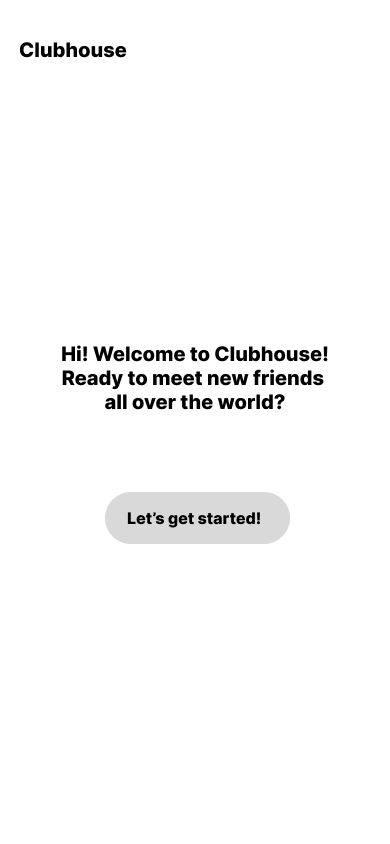 Clubhouse
Hi! Welcome to Clubhouse!
Ready to meet new friends
all over the world?
Let’s get started!